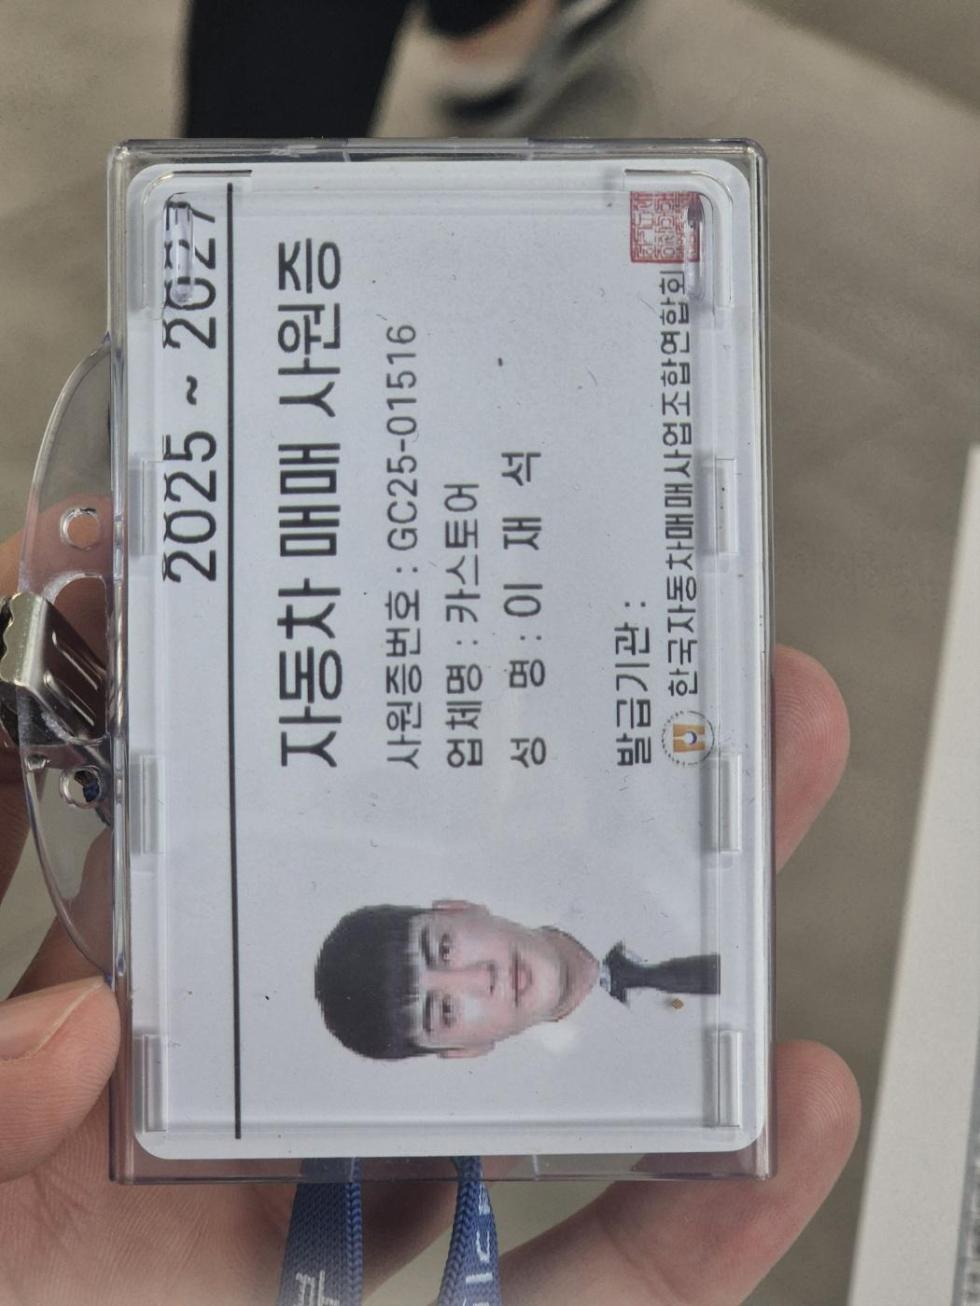 2025 ~ 2027
자동차 매매 사원증
사원증번호 : GC25-01516
업체명 : 카스토어
성 명 : 이 재 석
발급기관 :
한국자동차매매사업조합연합회